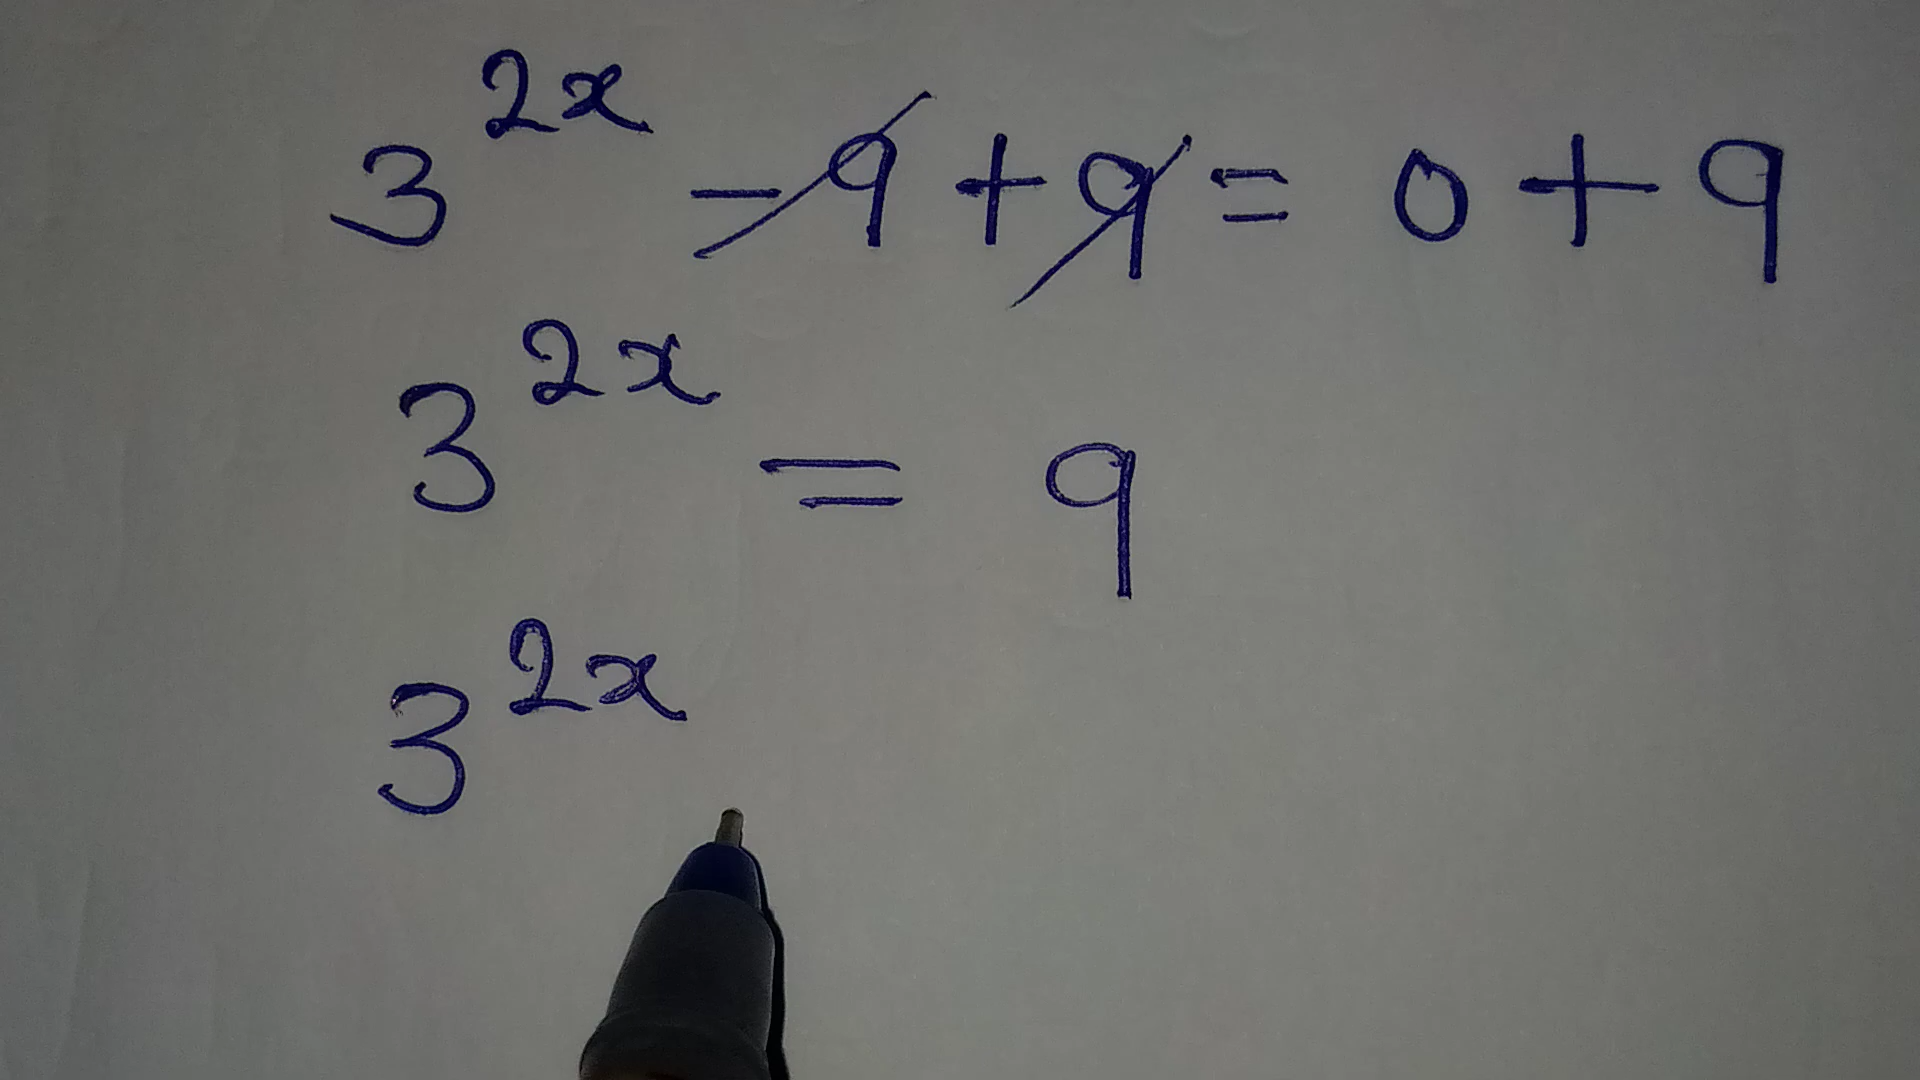 3^{2x} - 9 + 9 = 0 + 9
3^{2x} = 9
3^{2x}